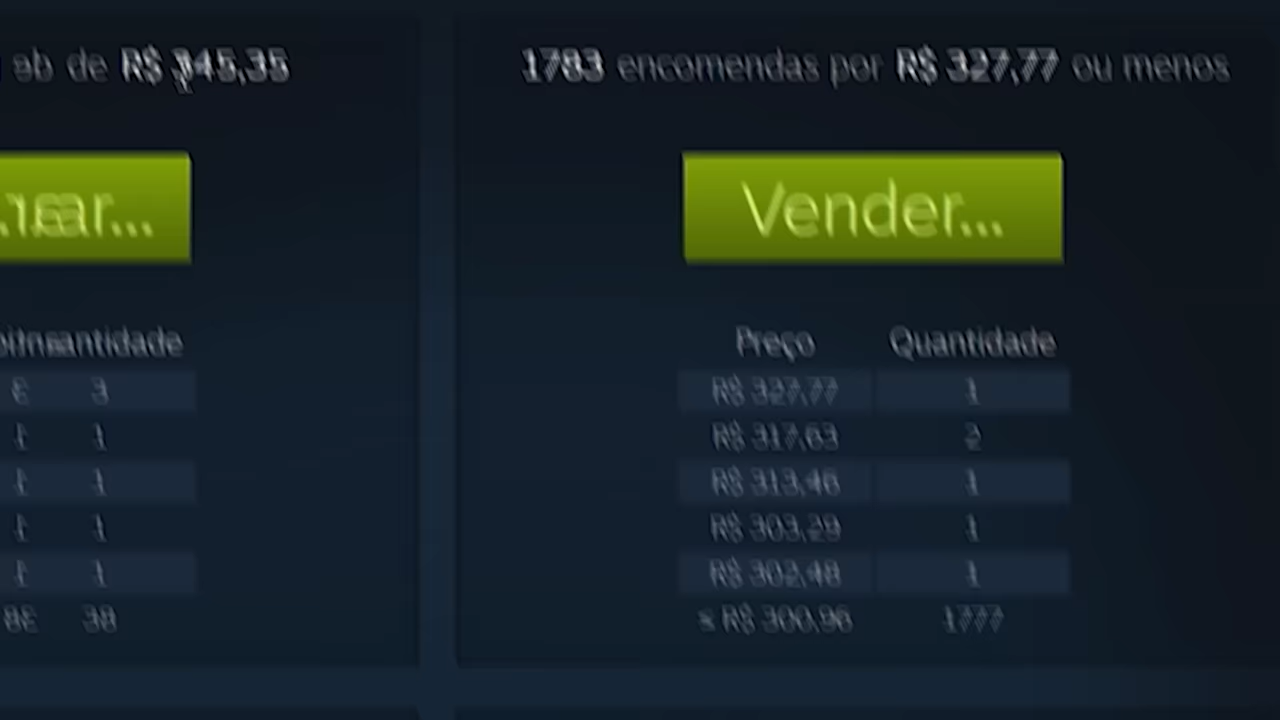 de R$ 345,35
1783 encomendas por R$ 327,77 ou menos
Vender...
Preço Quantidade
3
R$ 327,77 1
1
R$ 317,63 2
1
R$ 313,46 1
1
R$ 303,29 1
1
R$ 302,48 1
38
≤ R$ 300,96 1777